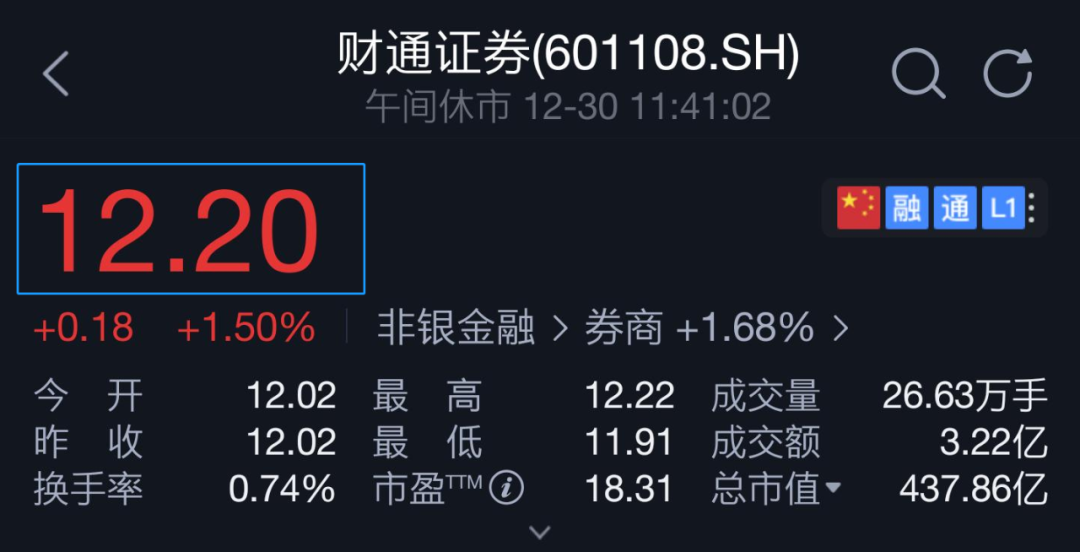 财通证券(601108.SH)
午间休市 12-30 11:41:02
12.20
融 通 L1
+0.18 +1.50% 非银金融 券商 +1.68%
今开 12.02 最高 12.22 成交量 26.63万手
昨收 12.02 最低 11.91 成交额 3.22亿
换手率 0.74% 市盈TTM i 18.31 总市值 437.86亿